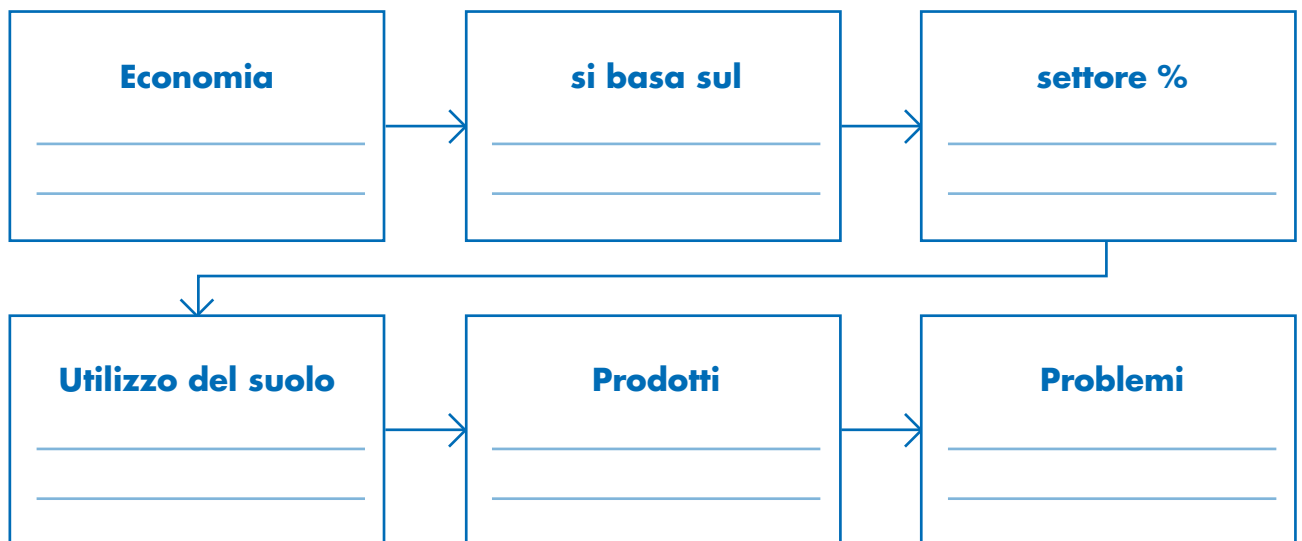 Economia
si basa sul
settore %
Utilizzo del suolo
Prodotti
Problemi